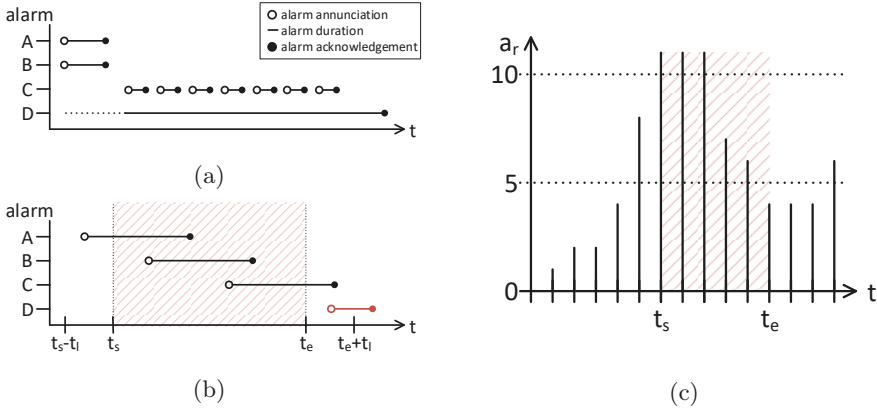 alarm
alarm annunciation
alarm duration
alarm acknowledgement
A
B
C
D
t
(a)
alarm
A
B
C
D
t
ts-tl
ts
te
te+tl
(b)
ar
10
5
0
ts
te
t
(c)